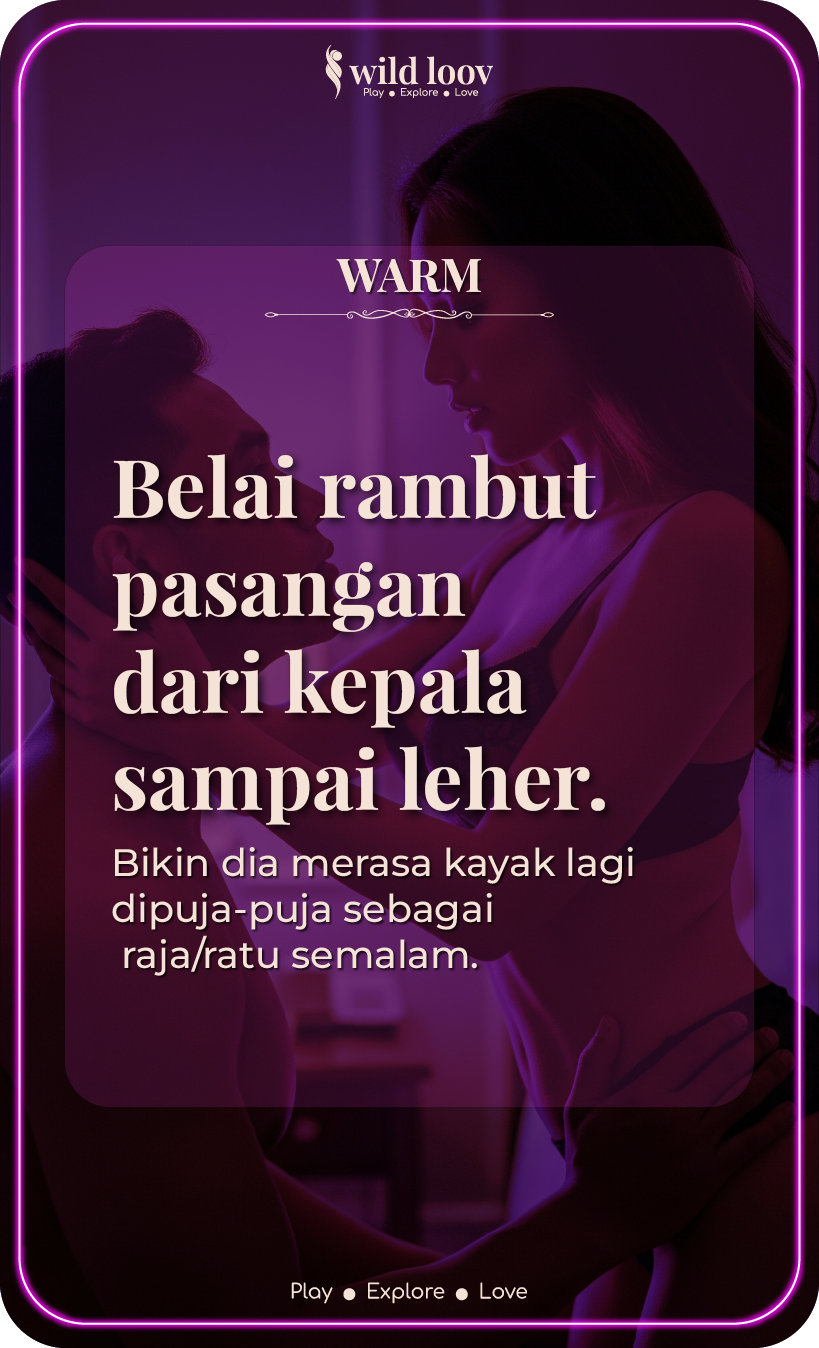 wild loov
Play ● Explore ● Love
WARM
Belai rambut
pasangan
dari kepala
sampai leher.
Bikin dia merasa kayak lagi
dipuja-puja sebagai
raja/ratu semalam.
Play ● Explore ● Love